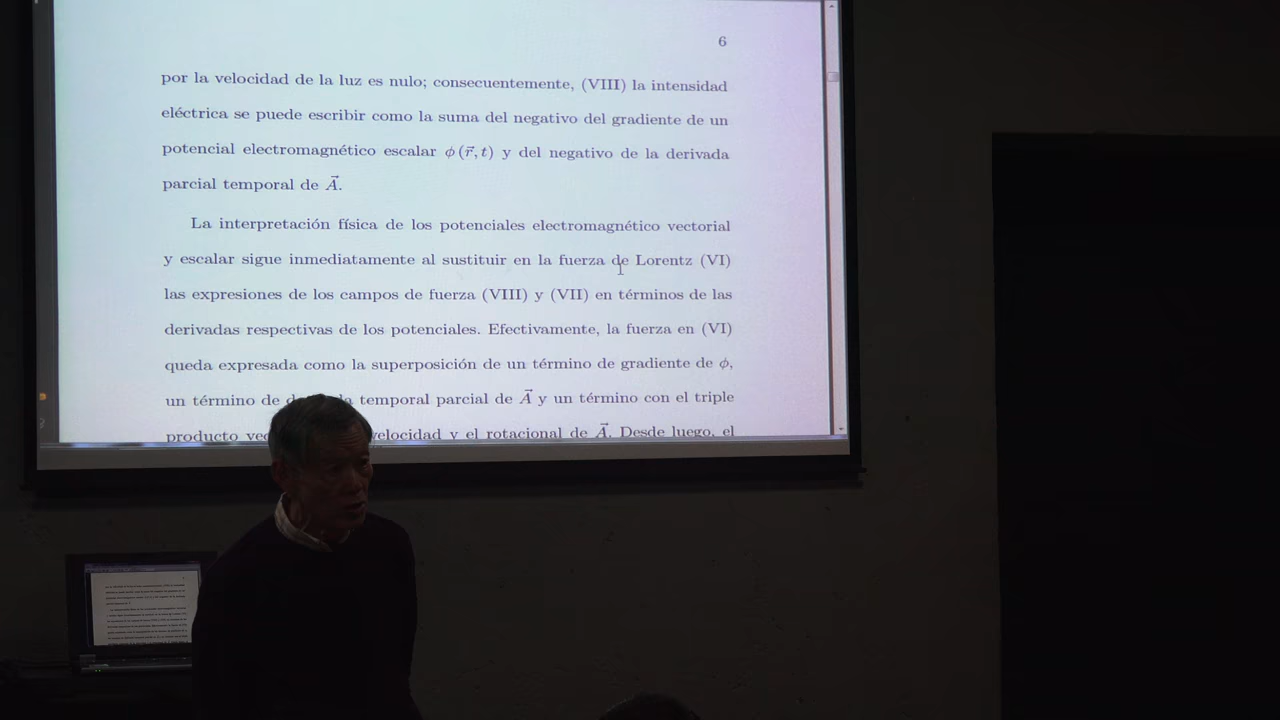 6
por la velocidad de la luz es nulo; consecuentemente, (VIII) la intensidad
eléctrica se puede escribir como la suma del negativo del gradiente de un
potencial electromagnético escalar ϕ(r⃗, t) y del negativo de la derivada
parcial temporal de A⃗.
La interpretación física de los potenciales electromagnético vectorial
y escalar sigue inmediatamente al sustituir en la fuerza de Lorentz (VI)
las expresiones de los campos de fuerza (VIII) y (VII) en términos de las
derivadas respectivas de los potenciales. Efectivamente, la fuerza en (VI)
queda expresada como la superposición de un término de gradiente de ϕ,
un término de temporal parcial de A⃗ y un término con el triple
producto velocidad y el rotacional de A⃗. Desde luego, el